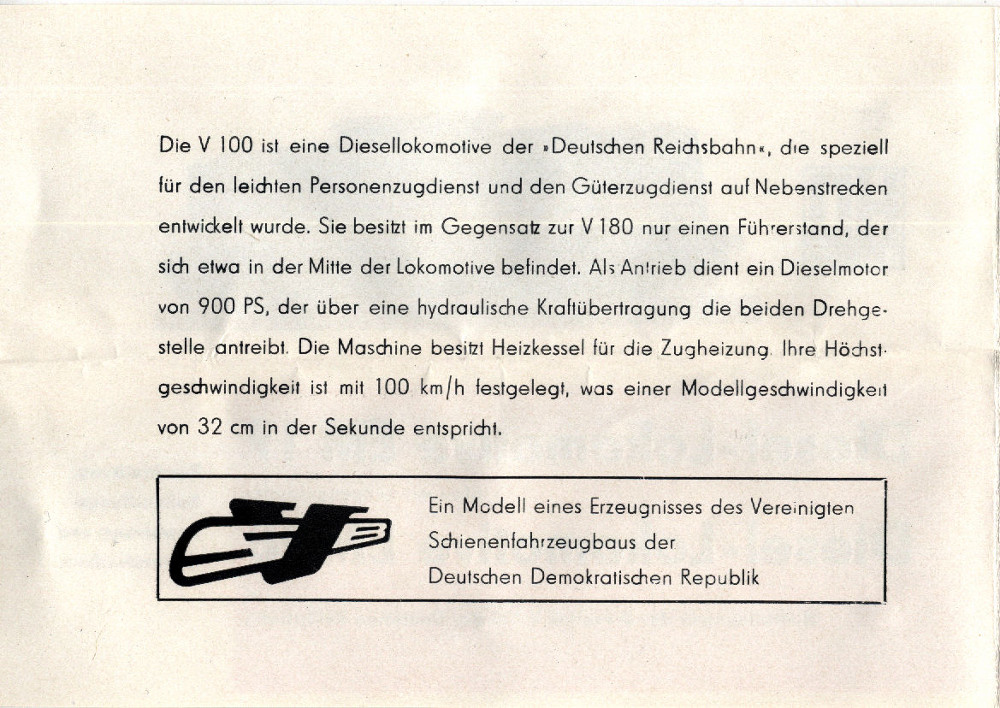 Die V 100 ist eine Diesellokomotive der »Deutschen Reichsbahn«, die speziell
für den leichten Personenzugdienst und den Güterzugdienst auf Nebenstrecken
entwickelt wurde. Sie besitzt im Gegensatz zur V 180 nur einen Führerstand, der
sich etwa in der Mitte der Lokomotive befindet. Als Antrieb dient ein Dieselmotor
von 900 PS, der über eine hydraulische Kraftübertragung die beiden Drehge-
stelle antreibt. Die Maschine besitzt Heizkessel für die Zugheizung. Ihre Höchst-
geschwindigkeit ist mit 100 km/h festgelegt, was einer Modellgeschwindigkeit
von 32 cm in der Sekunde entspricht.
Ein Modell eines Erzeugnisses des Vereinigten
Schienenfahrzeugbaus der
Deutschen Demokratischen Republik